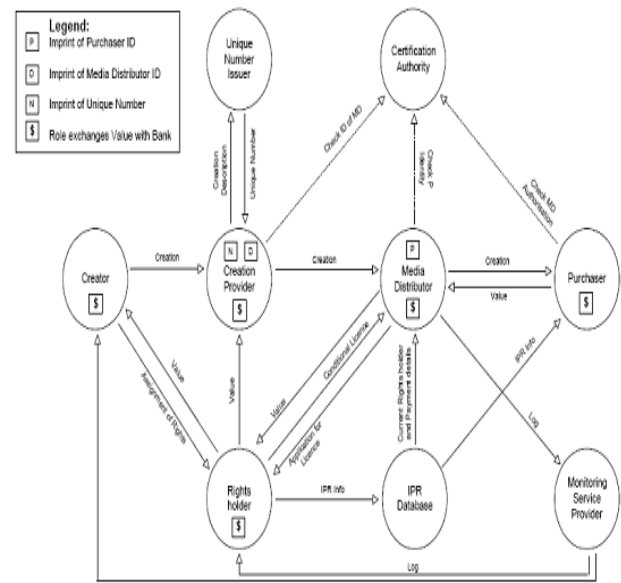 Legend:
P Imprint of Purchaser ID
D Imprint of Media Distributor ID
N Imprint of Unique Number
$ Role exchanges Value with Bank
Unique
Number
Issuer
Certification
Authority
Creation
Description
Unique Number
Check ID of MD
Check P
Identity
Check MD
Authorisation
Creator
$
Creation
N D
Creation
Provider
$
Creation
P
Media
Distributor
$
Creation
Value
Purchaser
$
Value
Assignment of Rights
Value
Value
Conditional Licence
Application for
Licence
Current Rights holder
and Payment details
IPR Info
Log
Rights
holder
$
IPR Info
IPR
Database
Monitoring
Service
Provider
Log